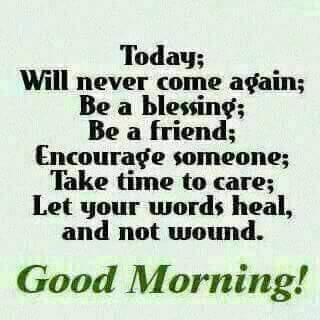 Today;
Will never come again;
Be a blessing;
Be a friend;
Encourage someone;
Take time to care;
Let your words heal,
and not wound.
Good Morning!